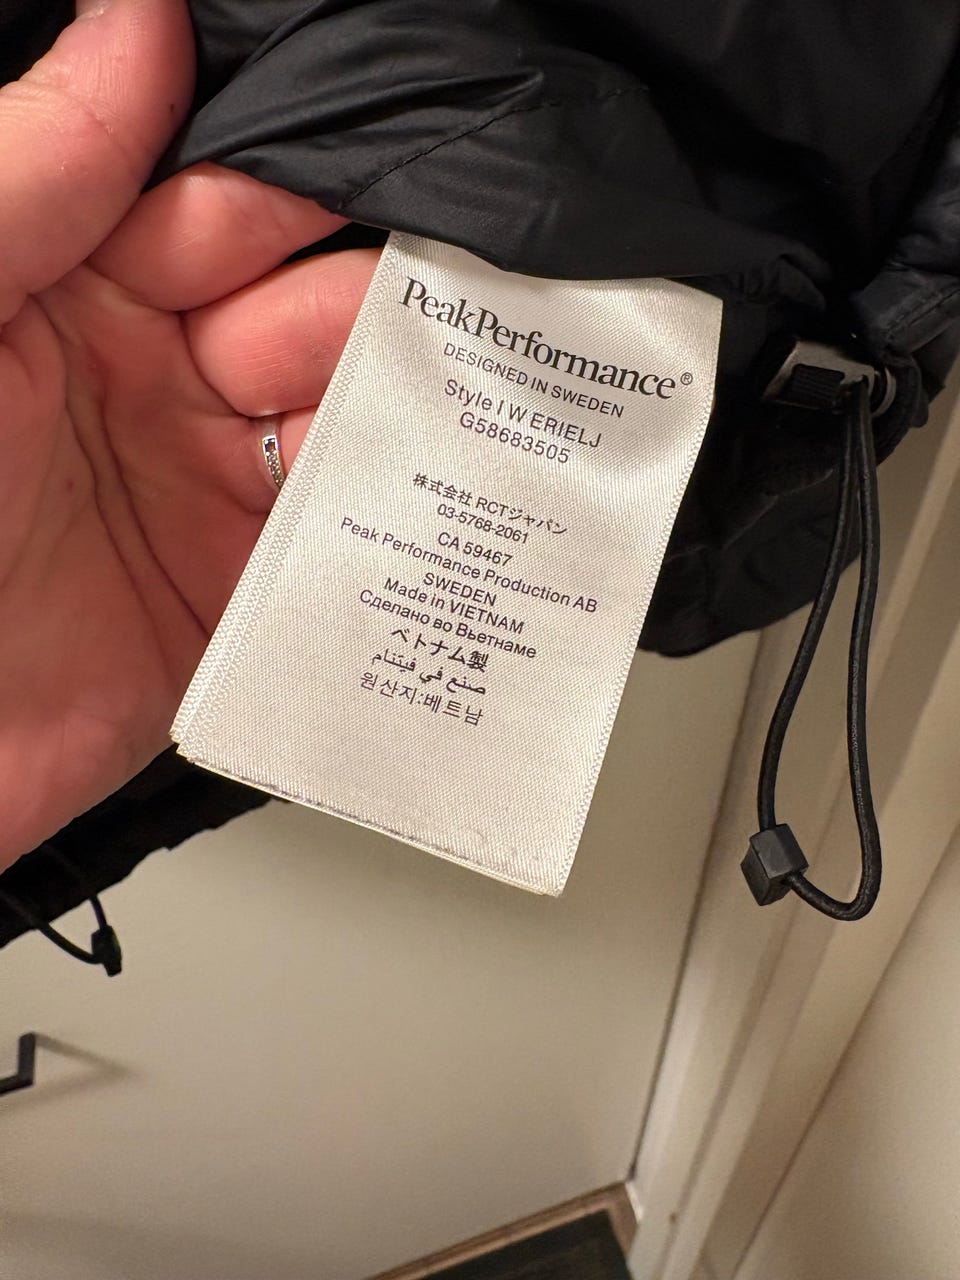 PeakPerformance®
DESIGNED IN SWEDEN
Style I W ERIELJ
G58683505
株式会社 RCTジャパン
03-5768-2061
CA 59467
Peak Performance Production AB
SWEDEN
Made in VIETNAM
Сделано во Вьетнаме
ベトナム製
صنع في فيتنام
원산지:베트남